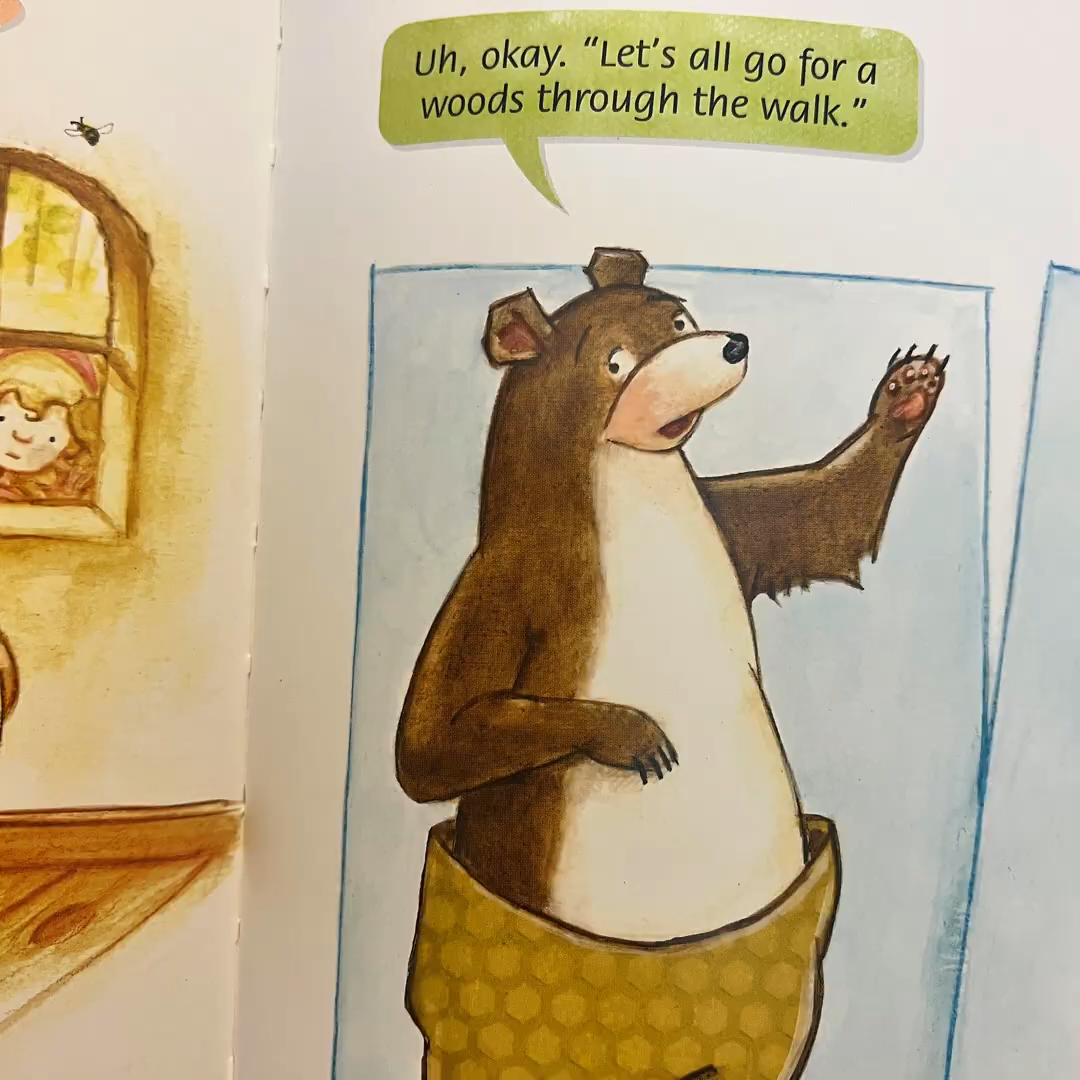 Uh, okay. “Let’s all go for a
woods through the walk.”